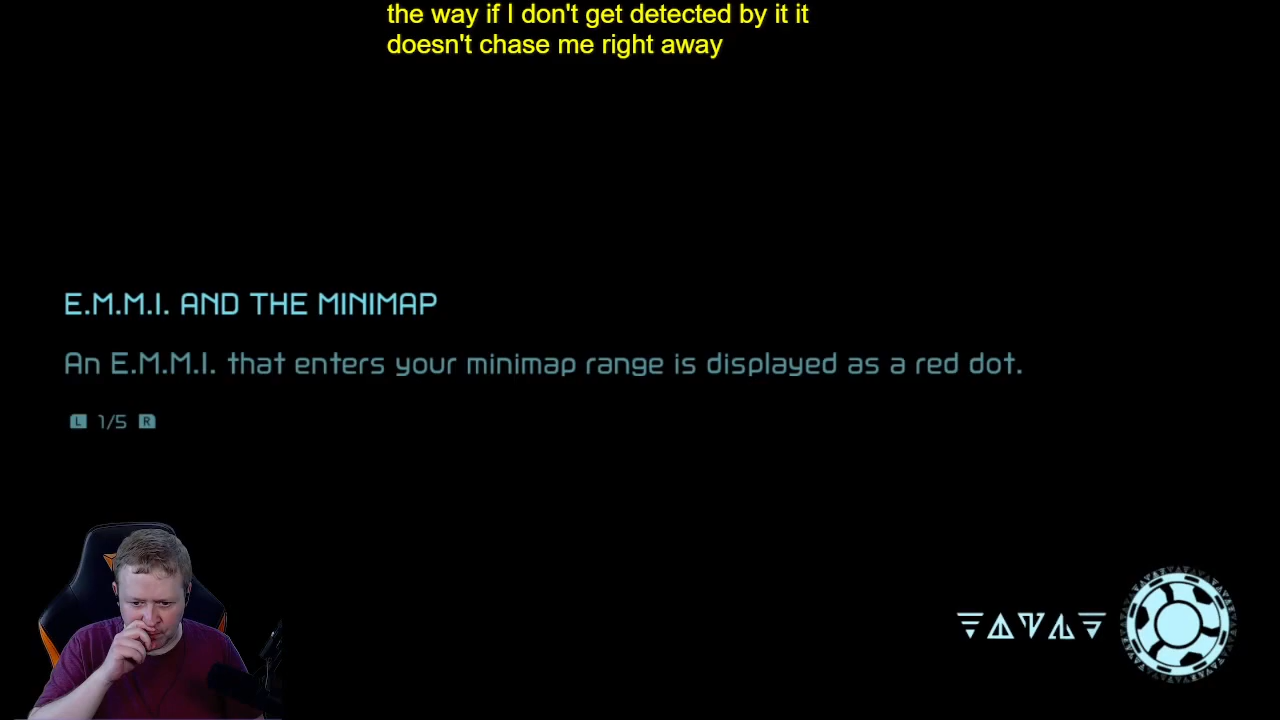 the way if I don't get detected by it it
doesn't chase me right away
E.M.M.I. AND THE MINIMAP
An E.M.M.I. that enters your minimap range is displayed as a red dot.
L 1/5 R